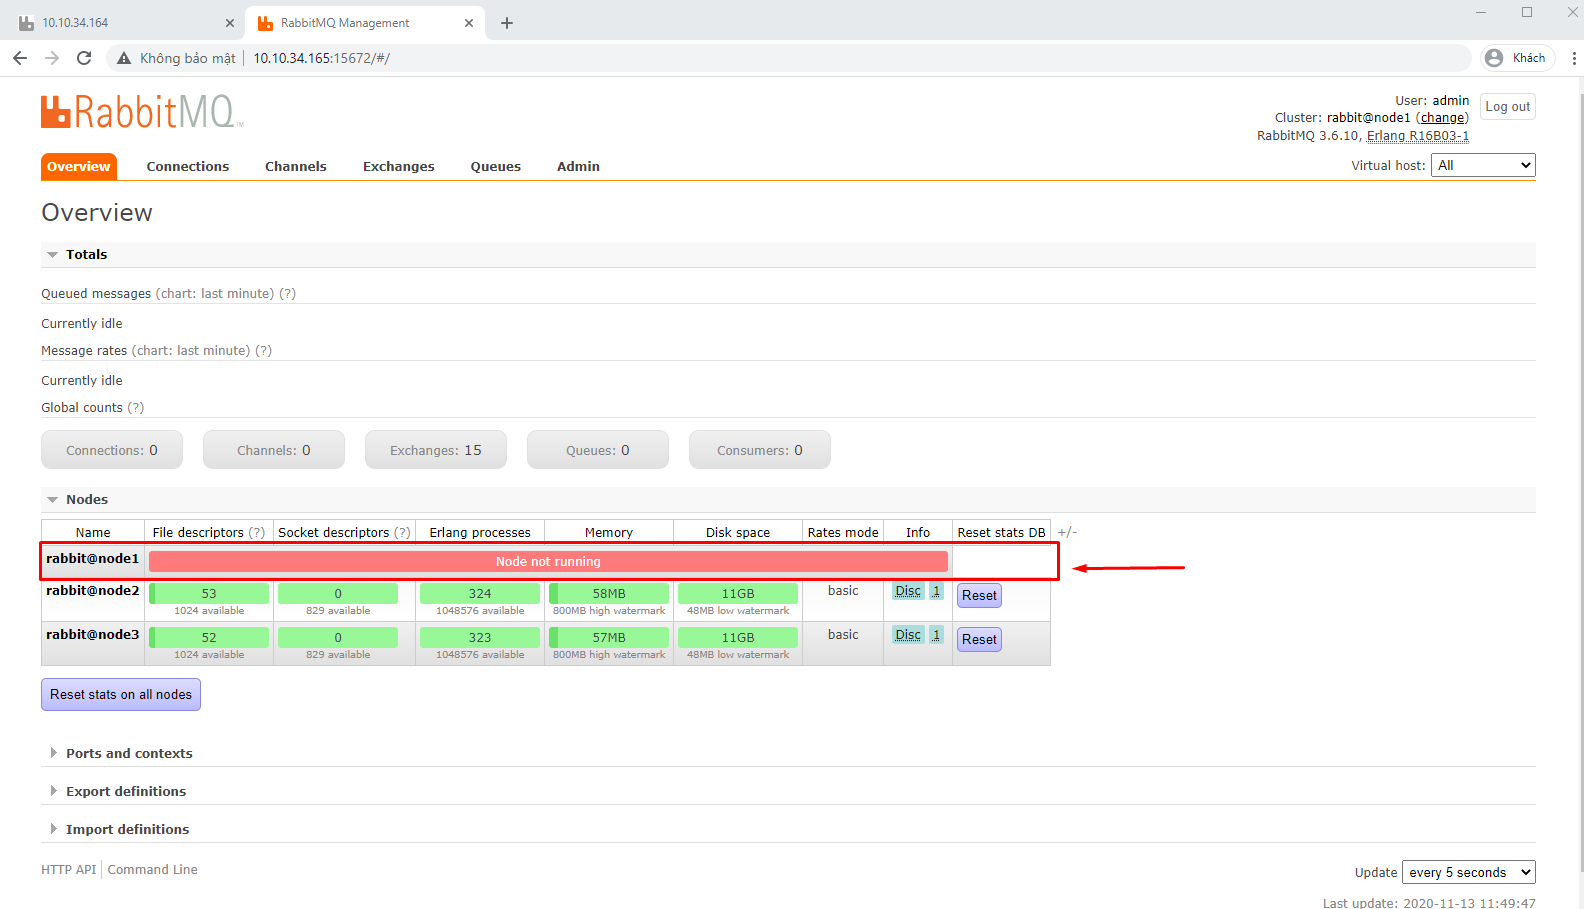 10.10.34.164
RabbitMQ Management
Không bảo mật
10.10.34.165:15672/#/
Khách
RabbitMQ™
User: admin
Log out
Cluster: rabbit@node1 (change)
RabbitMQ 3.6.10, Erlang R16B03-1
Overview Connections Channels Exchanges Queues Admin
Virtual host: All
Overview
Totals
Queued messages (chart: last minute) (?)
Currently idle
Message rates (chart: last minute) (?)
Currently idle
Global counts (?)
Connections: 0 Channels: 0 Exchanges: 15 Queues: 0 Consumers: 0
Nodes
Name File descriptors (?) Socket descriptors (?) Erlang processes Memory Disk space Rates mode Info Reset stats DB +/-
rabbit@node1 Node not running
rabbit@node2 53 0 324 58MB 11GB basic Disc 1 Reset
1024 available 829 available 1048576 available 800MB high watermark 48MB low watermark
rabbit@node3 52 0 323 57MB 11GB basic Disc 1 Reset
1024 available 829 available 1048576 available 800MB high watermark 48MB low watermark
Reset stats on all nodes
Ports and contexts
Export definitions
Import definitions
HTTP API Command Line
Update every 5 seconds
Last update: 2020-11-13 11:49:47